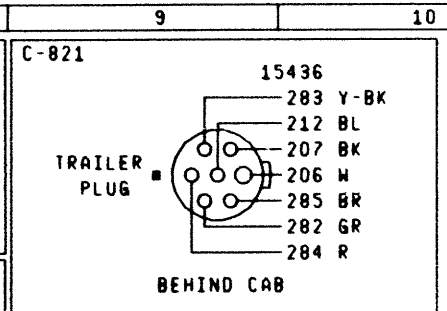 9 10
C-821
15436
283 Y-BK
212 BL
207 BK
TRAILER
206 W
PLUG
285 BR
282 GR
284 R
BEHIND CAB